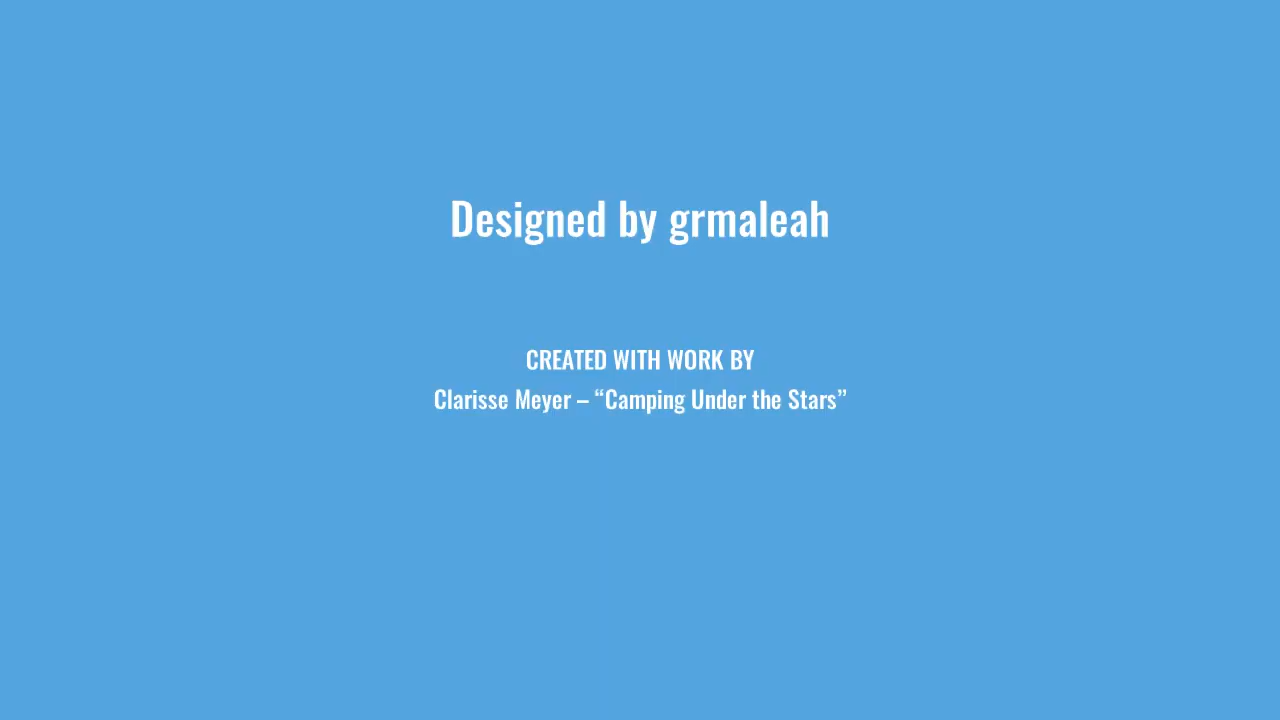 Designed by grmaleah
CREATED WITH WORK BY
Clarisse Meyer – “Camping Under the Stars”